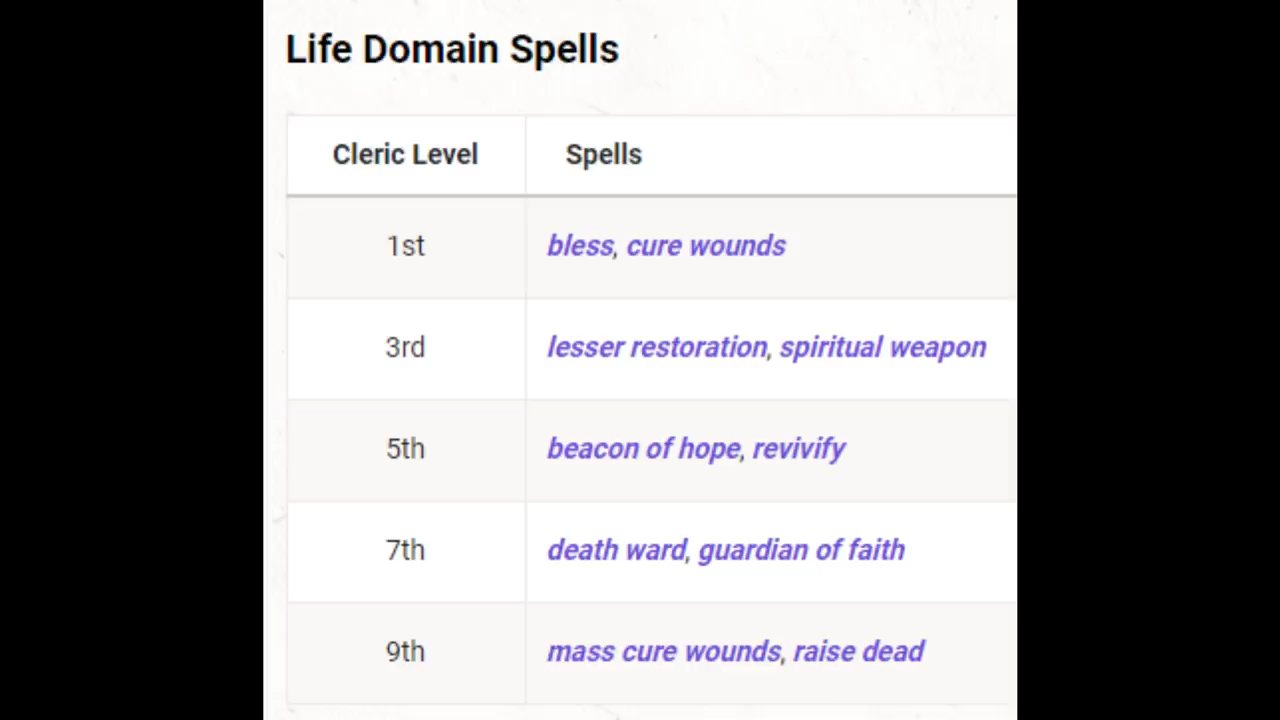 Life Domain Spells
Cleric Level Spells
1st bless, cure wounds
3rd lesser restoration, spiritual weapon
5th beacon of hope, revivify
7th death ward, guardian of faith
9th mass cure wounds, raise dead